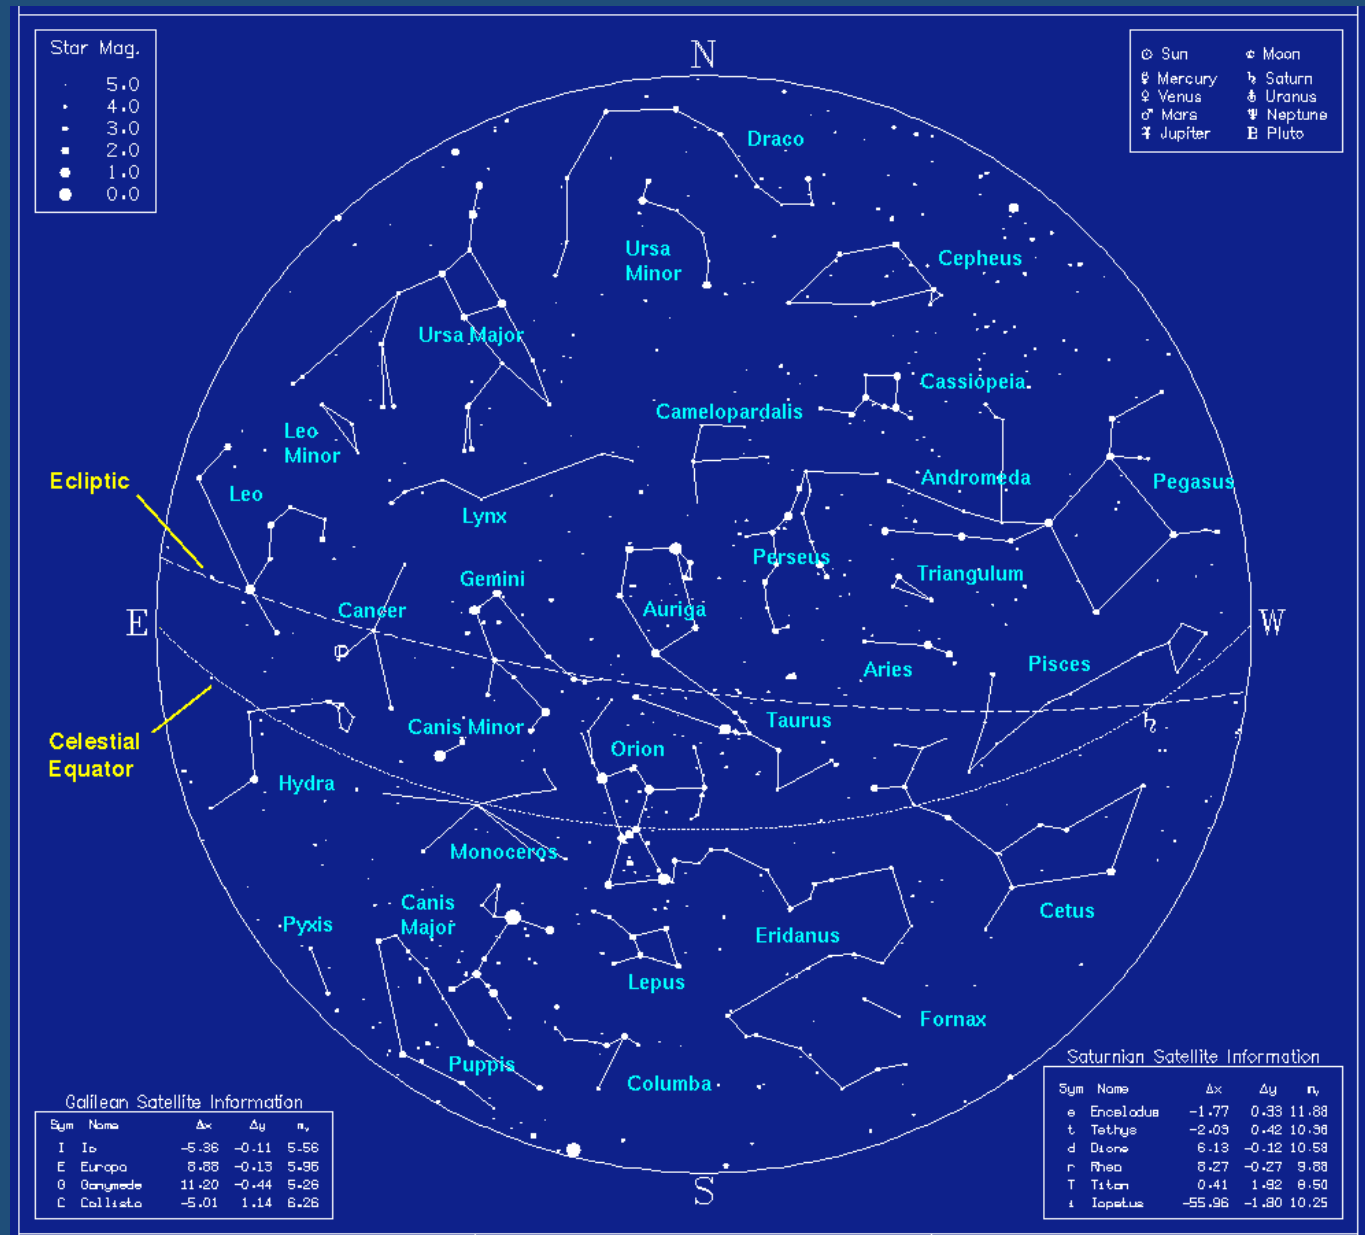 N
Star Mag.
5.0
4.0
3.0
2.0
1.0
0.0
☉ Sun
☾ Moon
☿ Mercury
♄ Saturn
♀ Venus
♅ Uranus
♂ Mars
♆ Neptune
♃ Jupiter
P Pluto
Draco
Ursa
Minor
Cepheus
Ursa Major
Cassiopeia
Camelopardalis
Leo
Minor
Andromeda
Pegasus
Ecliptic
Leo
Lynx
Perseus
Triangulum
Gemini
Cancer
Auriga
E
W
Aries
Pisces
Taurus
Canis Minor
Orion
Celestial
Equator
Hydra
Monoceros
Canis
Major
Pyxis
Cetus
Eridanus
Lepus
Fornax
Puppis
Columba
S
Galilean Satellite Information
Sym Name Δx Δy mv
I Io -5.36 -0.11 5.56
E Europa 8.88 -0.13 5.96
G Ganymede 11.20 -0.44 5.26
C Callisto -5.01 1.14 6.26
Saturnian Satellite Information
Sym Name Δx Δy mv
e Enceladus -1.77 0.33 11.88
t Tethys -2.09 0.42 10.38
d Dione 6.13 -0.12 10.58
r Rhea 8.27 -0.27 9.88
T Titan 0.41 1.92 8.50
i Iapetus -55.96 -1.80 10.25